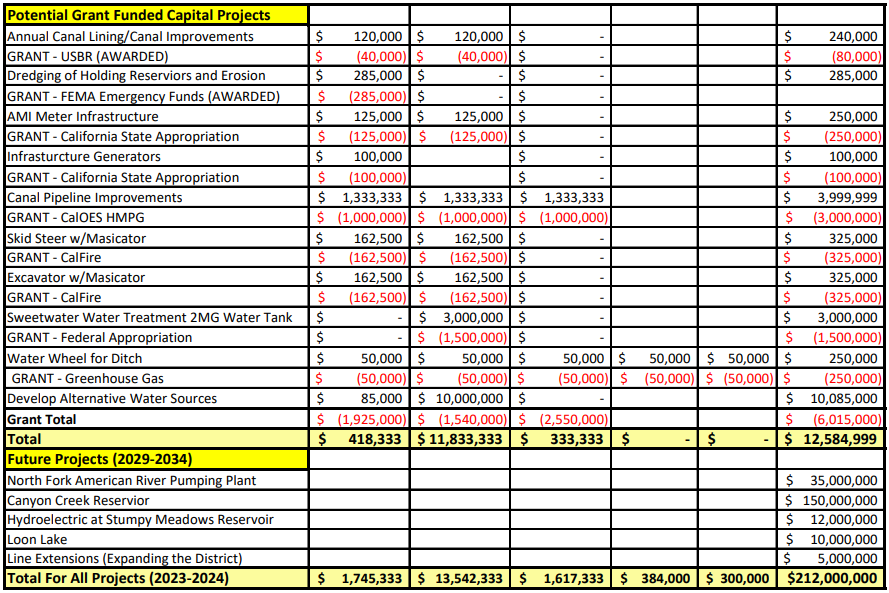 Potential Grant Funded Capital Projects
Annual Canal Lining/Canal Improvements $ 120,000 $ 120,000 $ - $ 240,000
GRANT - USBR (AWARDED) $ (40,000) $ (40,000) $ - $ (80,000)
Dredging of Holding Reserviors and Erosion $ 285,000 $ - $ - $ 285,000
GRANT - FEMA Emergency Funds (AWARDED) $ (285,000) $ - $ -
AMI Meter Infrastructure $ 125,000 $ 125,000 $ - $ 250,000
GRANT - California State Appropriation $ (125,000) $ (125,000) $ - $ (250,000)
Infrasturcture Generators $ 100,000 $ - $ 100,000
GRANT - California State Appropriation $ (100,000) $ - $ (100,000)
Canal Pipeline Improvements $ 1,333,333 $ 1,333,333 $ 1,333,333 $ 3,999,999
GRANT - CalOES HMPG $ (1,000,000) $ (1,000,000) $ (1,000,000) $ (3,000,000)
Skid Steer w/Masicator $ 162,500 $ 162,500 $ - $ 325,000
GRANT - CalFire $ (162,500) $ (162,500) $ - $ (325,000)
Excavator w/Masicator $ 162,500 $ 162,500 $ - $ 325,000
GRANT - CalFire $ (162,500) $ (162,500) $ - $ (325,000)
Sweetwater Water Treatment 2MG Water Tank $ - $ 3,000,000 $ - $ 3,000,000
GRANT - Federal Appropriation $ - $ (1,500,000) $ - $ (1,500,000)
Water Wheel for Ditch $ 50,000 $ 50,000 $ 50,000 $ 50,000 $ 50,000 $ 250,000
GRANT - Greenhouse Gas $ (50,000) $ (50,000) $ (50,000) $ (50,000) $ (50,000) $ (250,000)
Develop Alternative Water Sources $ 85,000 $ 10,000,000 $ - $ 10,085,000
Grant Total $ (1,925,000) $ (1,540,000) $ (2,550,000) $ (6,015,000)
Total $ 418,333 $ 11,833,333 $ 333,333 $ - $ - $ 12,584,999
Future Projects (2029-2034)
North Fork American River Pumping Plant $ 35,000,000
Canyon Creek Reservior $ 150,000,000
Hydroelectric at Stumpy Meadows Reservoir $ 12,000,000
Loon Lake $ 10,000,000
Line Extensions (Expanding the District) $ 5,000,000
Total For All Projects (2023-2024) $ 1,745,333 $ 13,542,333 $ 1,617,333 $ 384,000 $ 300,000 $212,000,000